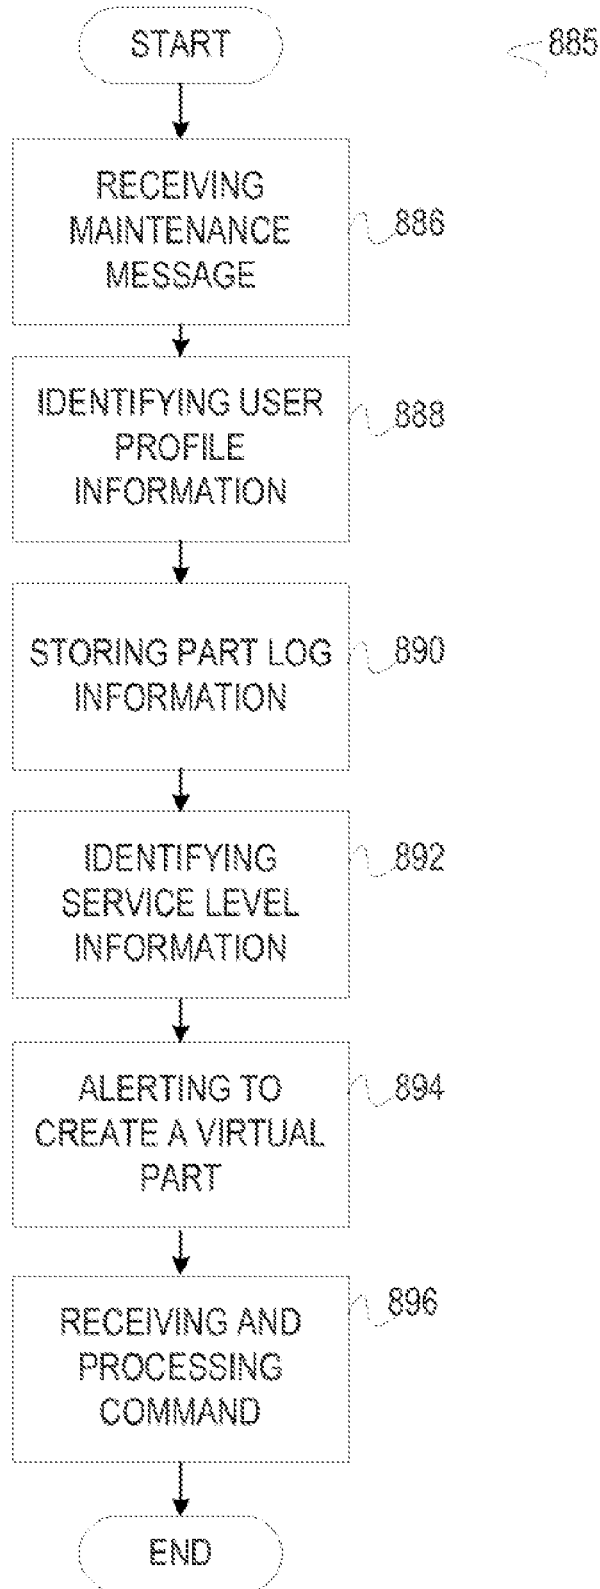 START
885
RECEIVING
MAINTENANCE
MESSAGE
886
IDENTIFYING USER
PROFILE
INFORMATION
888
STORING PART LOG
INFORMATION
890
IDENTIFYING
SERVICE LEVEL
INFORMATION
892
ALERTING TO
CREATE A VIRTUAL
PART
894
RECEIVING AND
PROCESSING
COMMAND
896
END